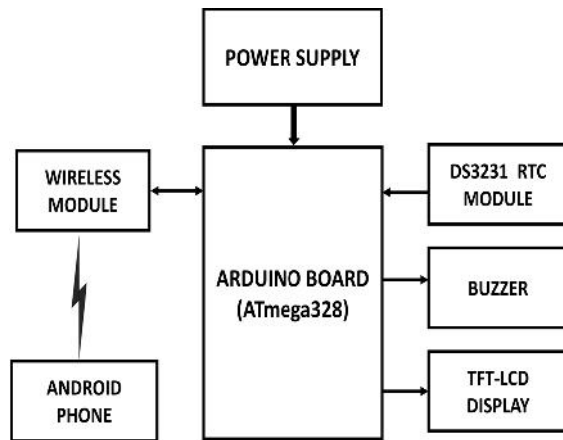 POWER SUPPLY
WIRELESS
MODULE
DS3231 RTC
MODULE
ARDUINO BOARD
(ATmega328)
BUZZER
ANDROID
PHONE
TFT-LCD
DISPLAY